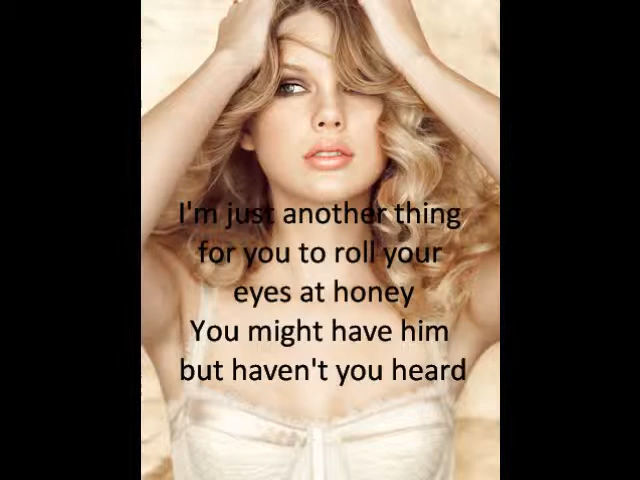 I'm just another thing
for you to roll your
eyes at honey
You might have him
but haven't you heard